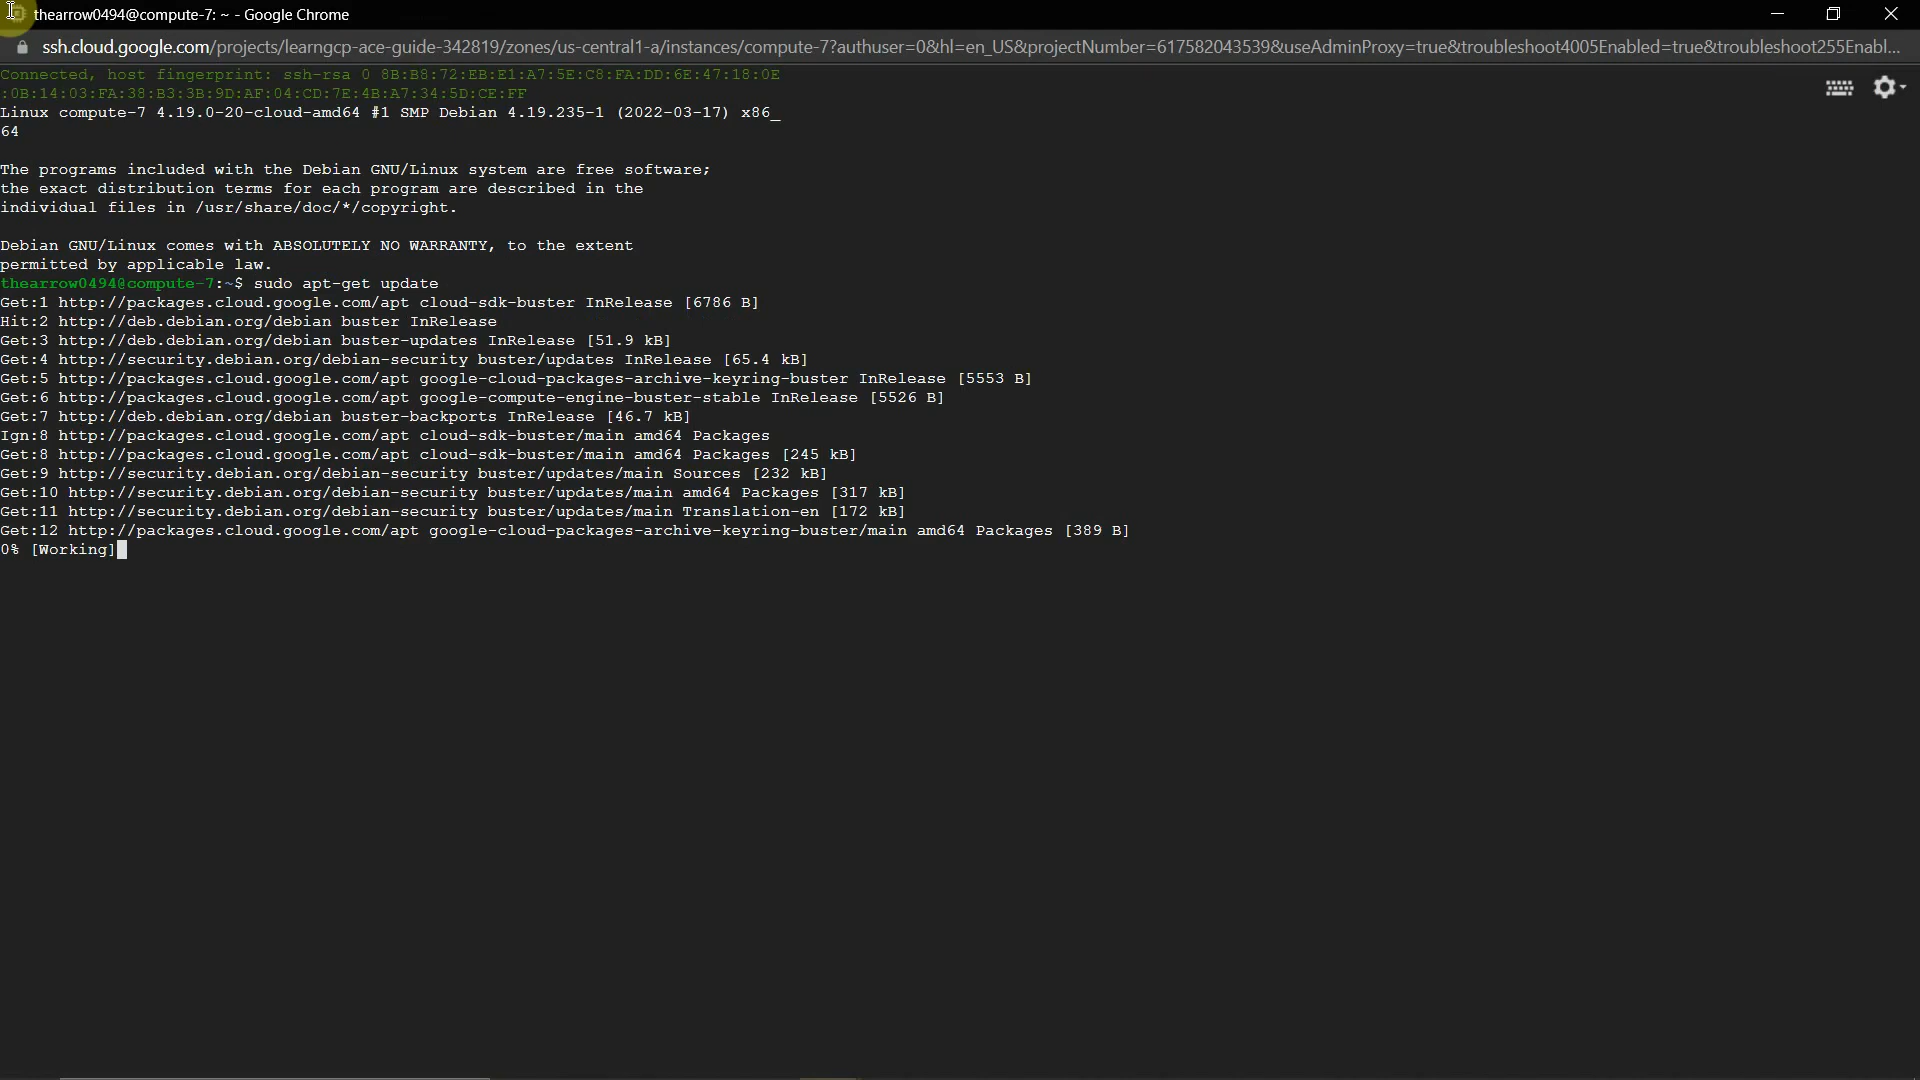 thearrow0494@compute-7: ~ - Google Chrome
ssh.cloud.google.com/projects/learngcp-ace-guide-342819/zones/us-central1-a/instances/compute-7?authuser=0&hl=en_US&projectNumber=617582043539&useAdminProxy=true&troubleshoot4005Enabled=true&troubleshoot255Enabl...
Connected, host fingerprint: ssh-rsa 0 8B:B8:72:EB:E1:A7:5E:C8:FA:DD:6E:47:18:0E
:0B:14:03:FA:38:B3:3B:9D:AF:04:CD:7E:4B:A7:34:5D:CE:FF
Linux compute-7 4.19.0-20-cloud-amd64 #1 SMP Debian 4.19.235-1 (2022-03-17) x86_
64
The programs included with the Debian GNU/Linux system are free software;
the exact distribution terms for each program are described in the
individual files in /usr/share/doc/*/copyright.
Debian GNU/Linux comes with ABSOLUTELY NO WARRANTY, to the extent
permitted by applicable law.
thearrow0494@compute-7:~$ sudo apt-get update
Get:1 http://packages.cloud.google.com/apt cloud-sdk-buster InRelease [6786 B]
Hit:2 http://deb.debian.org/debian buster InRelease
Get:3 http://deb.debian.org/debian buster-updates InRelease [51.9 kB]
Get:4 http://security.debian.org/debian-security buster/updates InRelease [65.4 kB]
Get:5 http://packages.cloud.google.com/apt google-cloud-packages-archive-keyring-buster InRelease [5553 B]
Get:6 http://packages.cloud.google.com/apt google-compute-engine-buster-stable InRelease [5526 B]
Get:7 http://deb.debian.org/debian buster-backports InRelease [46.7 kB]
Ign:8 http://packages.cloud.google.com/apt cloud-sdk-buster/main amd64 Packages
Get:8 http://packages.cloud.google.com/apt cloud-sdk-buster/main amd64 Packages [245 kB]
Get:9 http://security.debian.org/debian-security buster/updates/main Sources [232 kB]
Get:10 http://security.debian.org/debian-security buster/updates/main amd64 Packages [317 kB]
Get:11 http://security.debian.org/debian-security buster/updates/main Translation-en [172 kB]
Get:12 http://packages.cloud.google.com/apt google-cloud-packages-archive-keyring-buster/main amd64 Packages [389 B]
0% [Working]